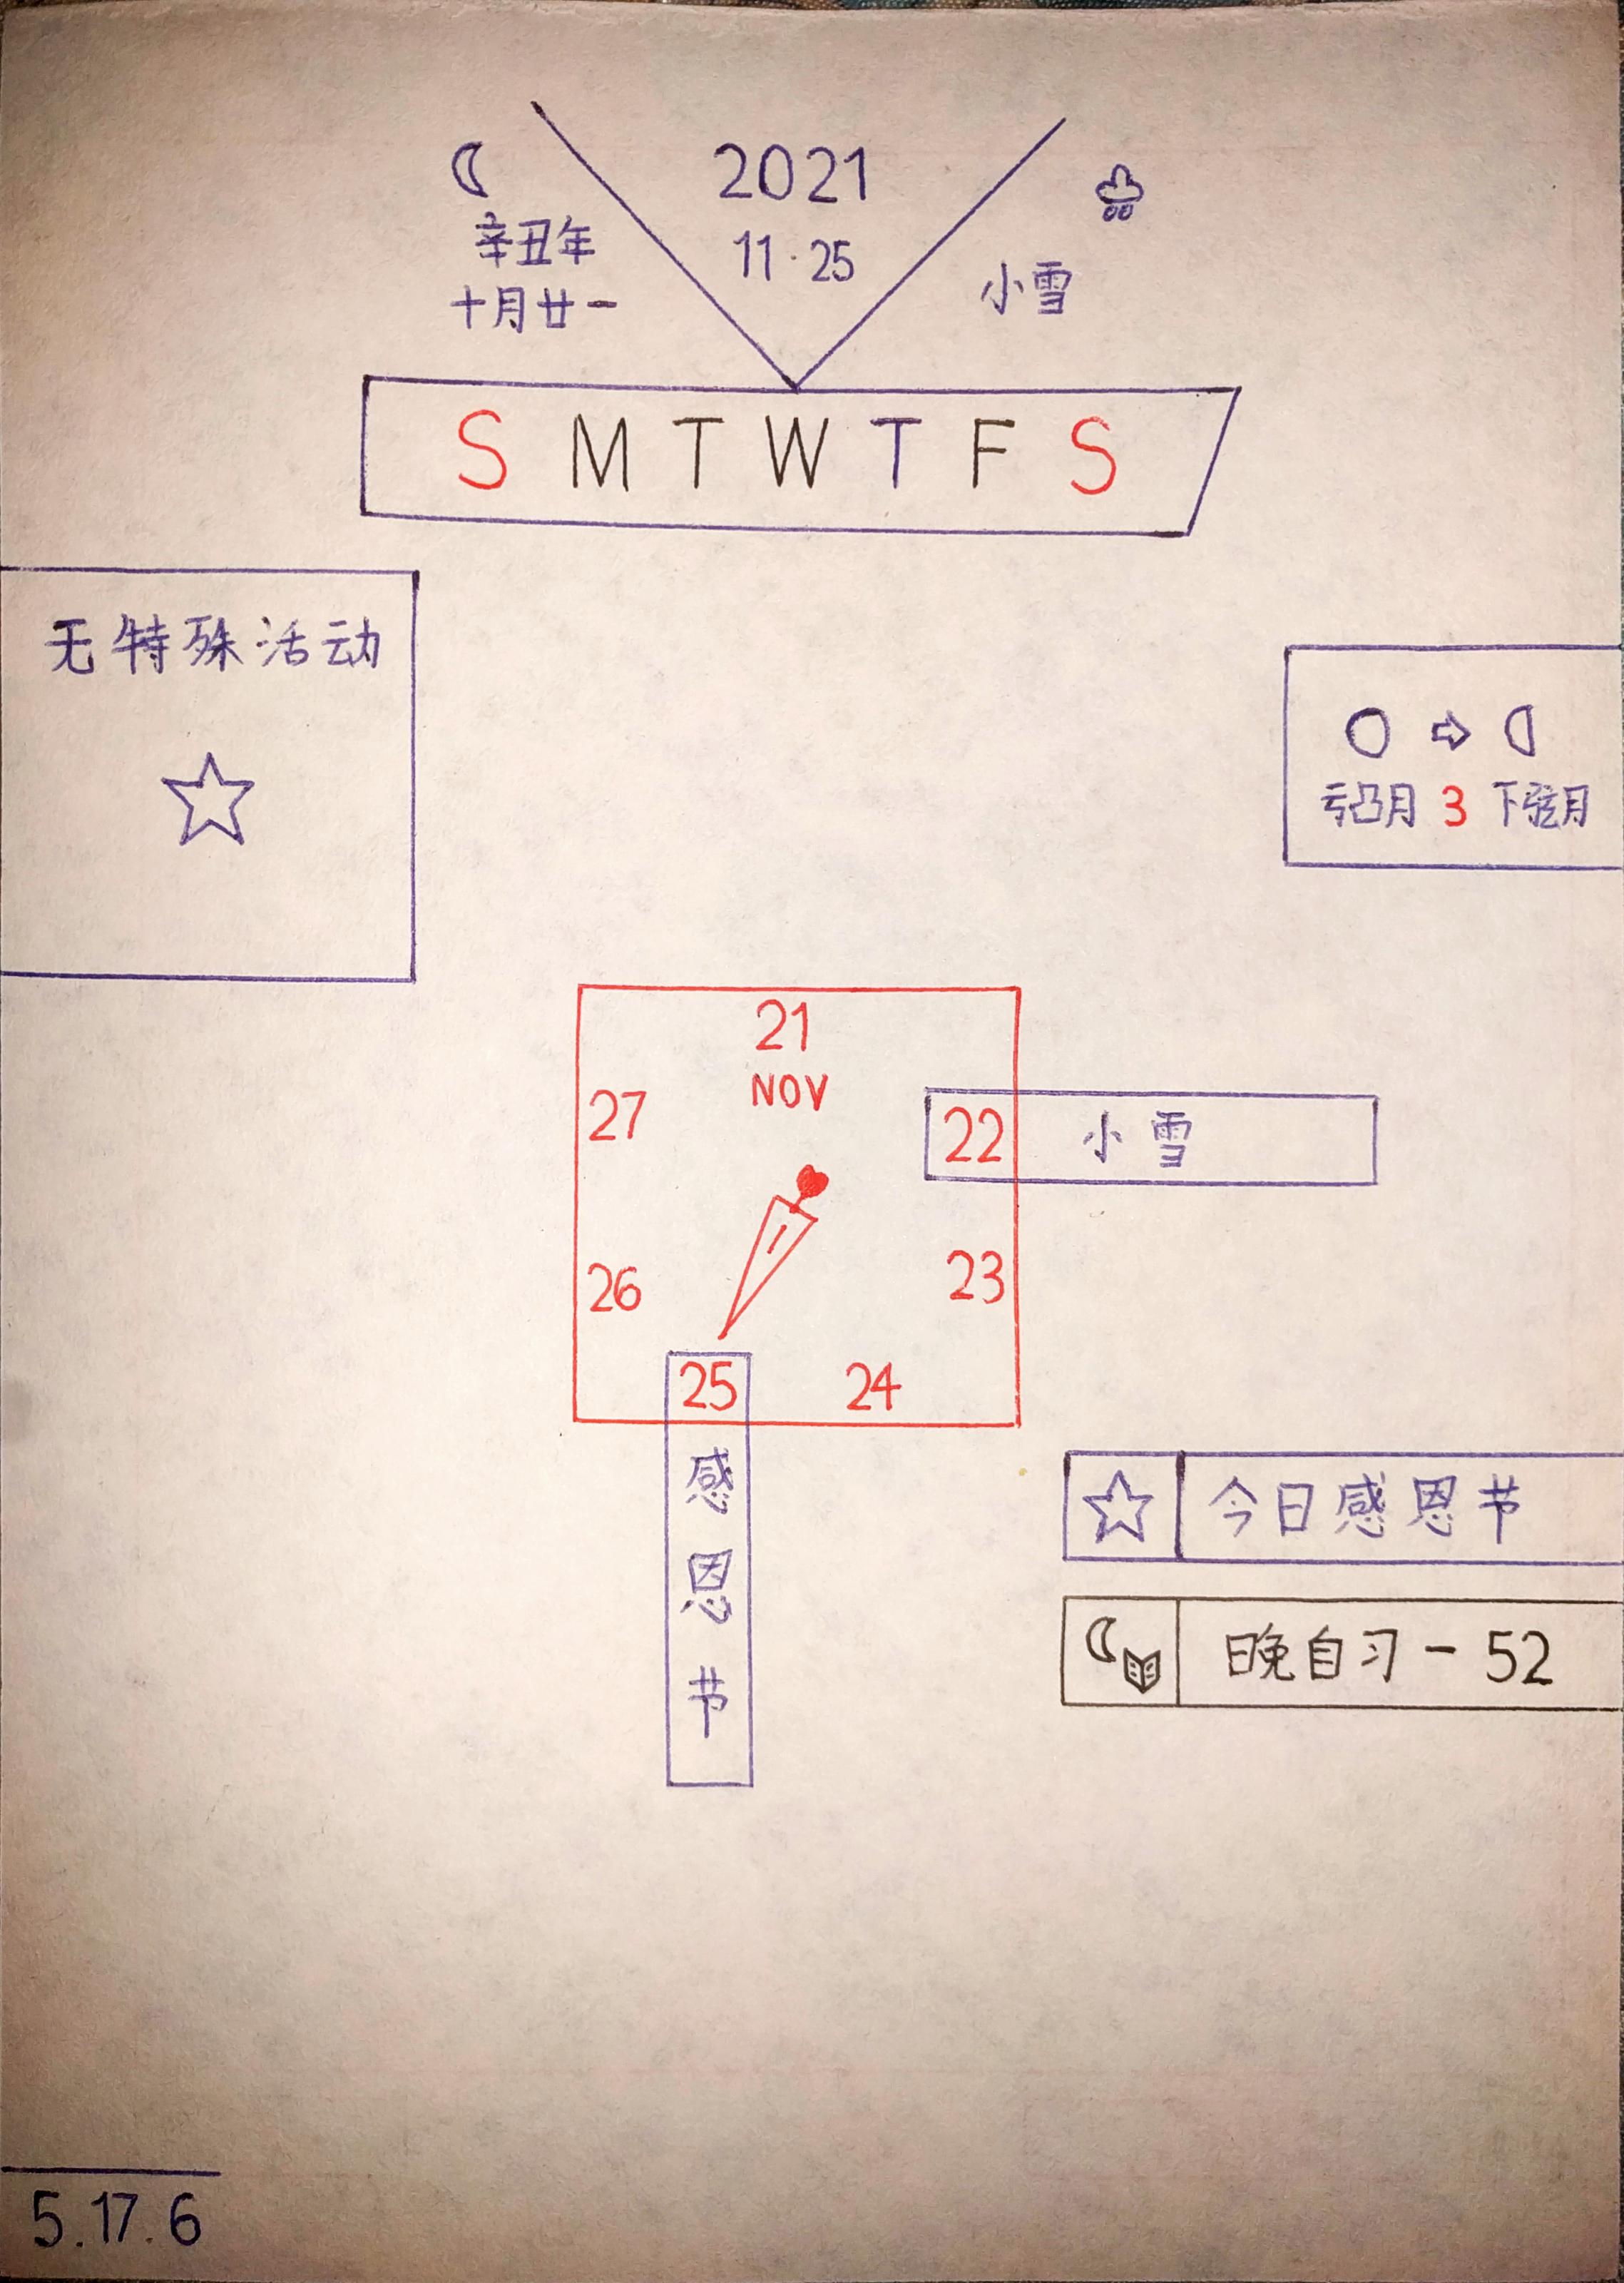 2021
11·25
辛丑年
十月廿一
小雪
S M T W T F S
无特殊活动
亏凸月 3 下弦月
21
NOV
27
22 小雪
26
23
25
24
感恩节
今日感恩节
晚自习-52
5.17.6